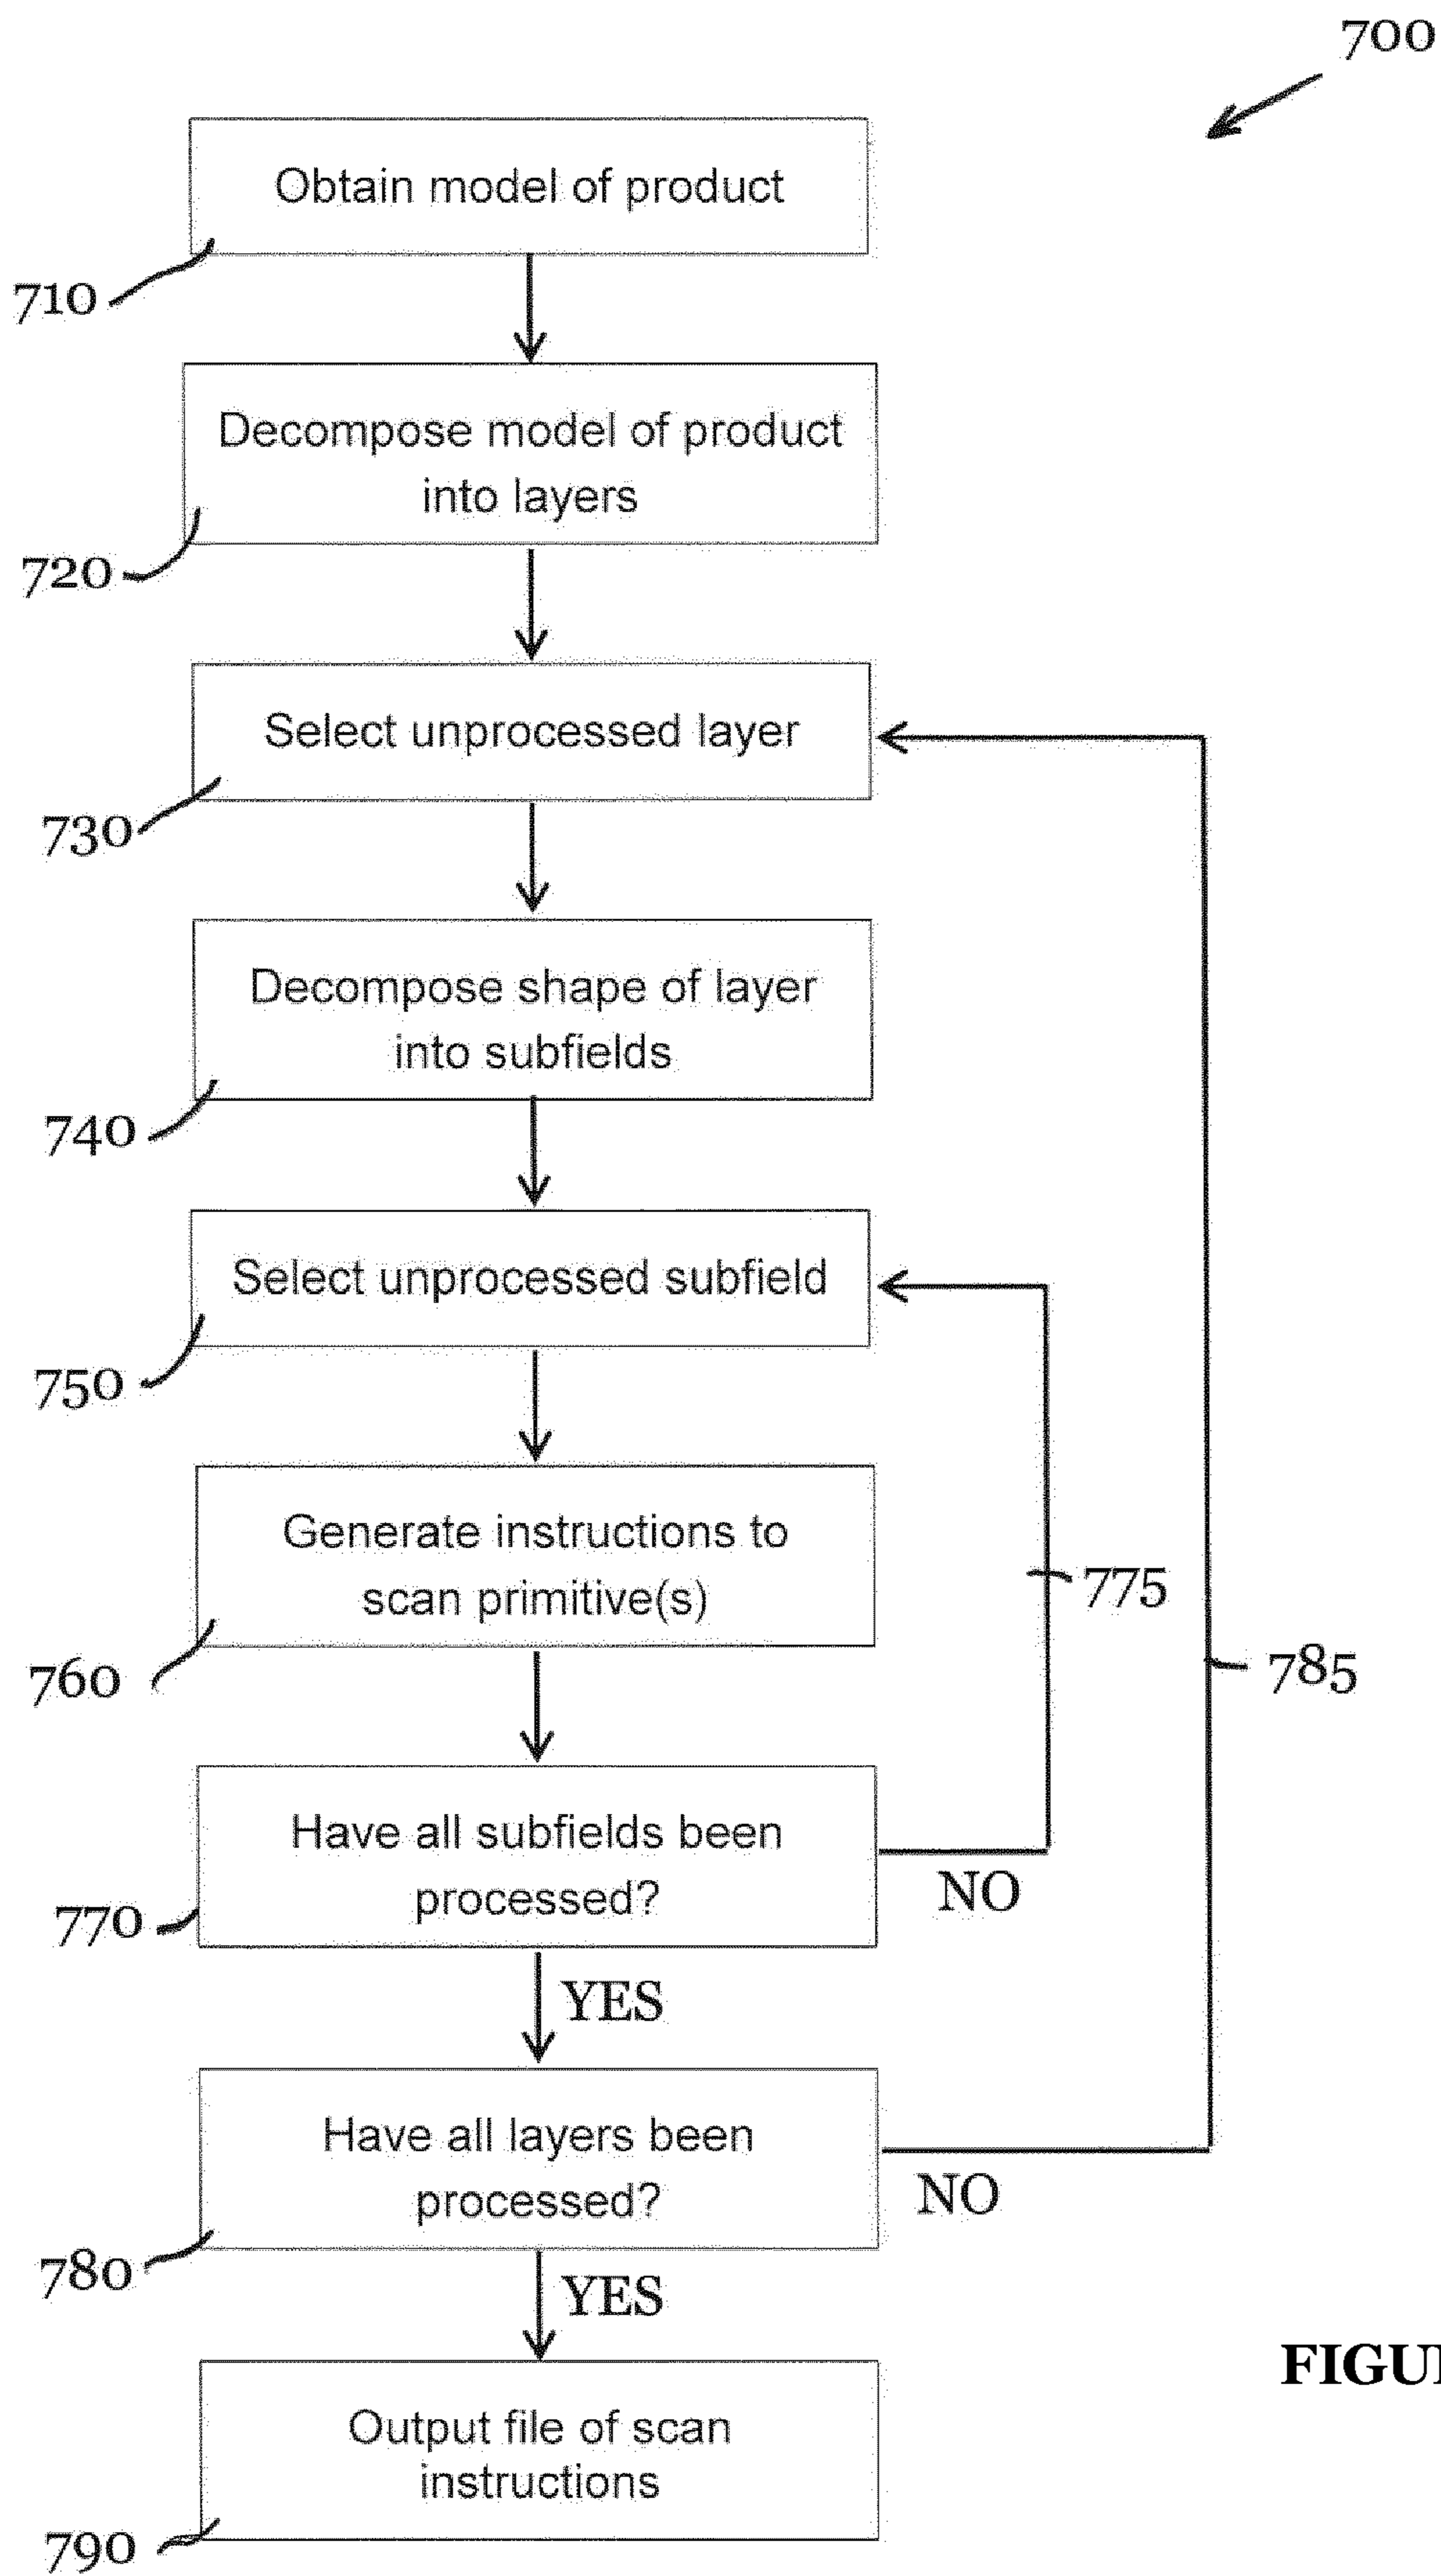 700
Obtain model of product
710
Decompose model of product
into layers
720
Select unprocessed layer
730
Decompose shape of layer
into subfields
740
Select unprocessed subfield
750
Generate instructions to
scan primitive(s)
760
775
785
Have all subfields been
processed?
770
NO
YES
Have all layers been
processed?
780
NO
YES
Output file of scan
instructions
790